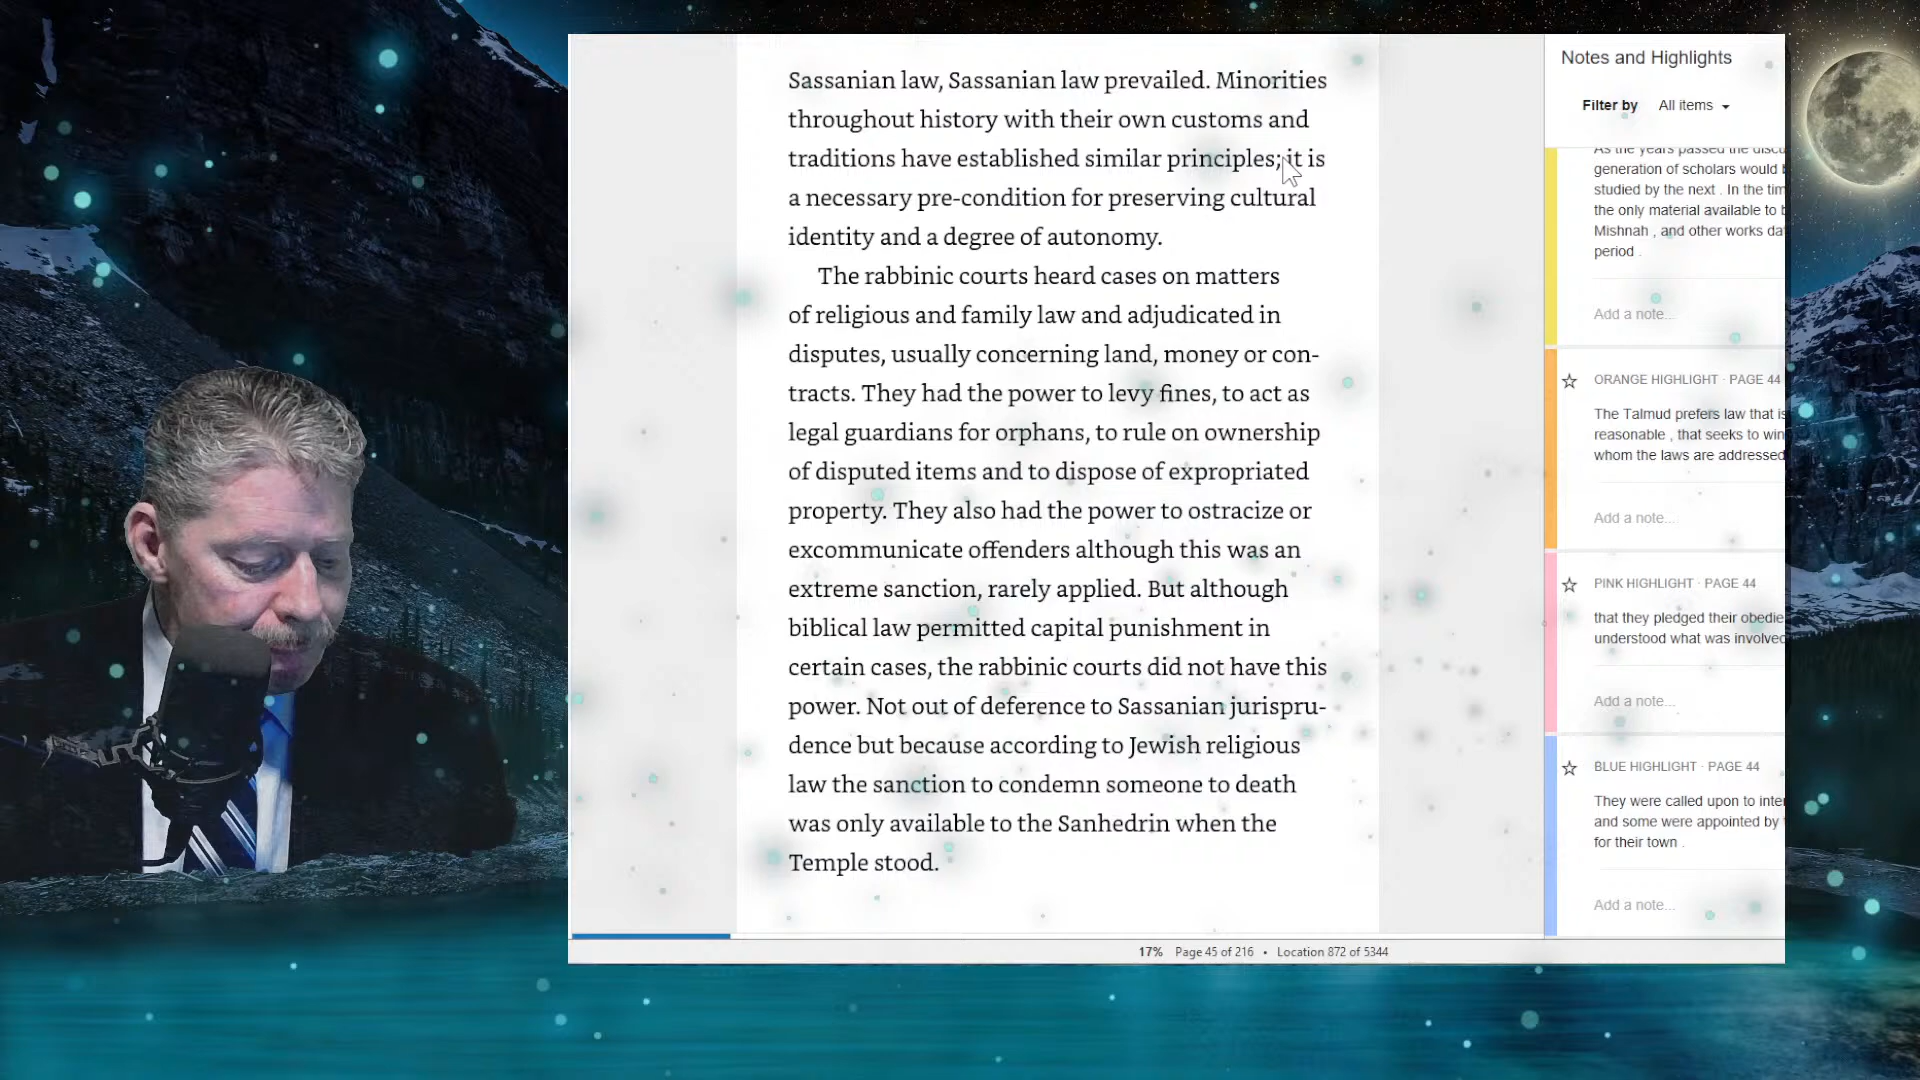 Sassanian law, Sassanian law prevailed. Minorities
throughout history with their own customs and
traditions have established similar principles; it is
a necessary pre-condition for preserving cultural
identity and a degree of autonomy.
The rabbinic courts heard cases on matters
of religious and family law and adjudicated in
disputes, usually concerning land, money or con-
tracts. They had the power to levy fines, to act as
legal guardians for orphans, to rule on ownership
of disputed items and to dispose of expropriated
property. They also had the power to ostracize or
excommunicate offenders although this was an
extreme sanction, rarely applied. But although
biblical law permitted capital punishment in
certain cases, the rabbinic courts did not have this
power. Not out of deference to Sassanian jurispru-
dence but because according to Jewish religious
law the sanction to condemn someone to death
was only available to the Sanhedrin when the
Temple stood.
17% Page 45 of 216 • Location 872 of 5344
Notes and Highlights
Filter by All items
As the years passed the
generation of scholars would
studied by the next . In the
the only material available to
Mishnah , and other works
period .
Add a note...
ORANGE HIGHLIGHT · PAGE 44
The Talmud prefers law that is
reasonable , that seeks to
whom the laws are addressed
Add a note...
PINK HIGHLIGHT · PAGE 44
that they pledged their
understood what was involved
Add a note...
BLUE HIGHLIGHT · PAGE 44
They were called upon to
and some were appointed by
for their town .
Add a note...